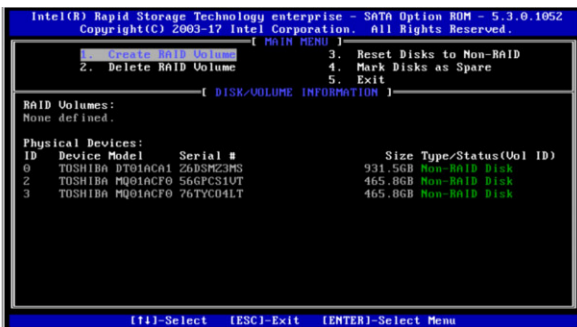 Intel(R) Rapid Storage Technology enterprise - SATA Option ROM - 5.3.0.1052
Copyright(C) 2003-17 Intel Corporation. All Rights Reserved.
[ MAIN MENU ]
1. Create RAID Volume 3. Reset Disks to Non-RAID
2. Delete RAID Volume 4. Mark Disks as Spare
5. Exit
[ DISK/VOLUME INFORMATION ]
RAID Volumes:
None defined.
Physical Devices:
ID Device Model Serial # Size Type/Status(Vol ID)
0 TOSHIBA DT01ACA1 Z6DSMZ3MS 931.5GB Non-RAID Disk
2 TOSHIBA MQ01ACF0 56GPCS1VT 465.8GB Non-RAID Disk
3 TOSHIBA MQ01ACF0 76TYCO4LT 465.8GB Non-RAID Disk
[↑↓]-Select [ESC]-Exit [ENTER]-Select Menu